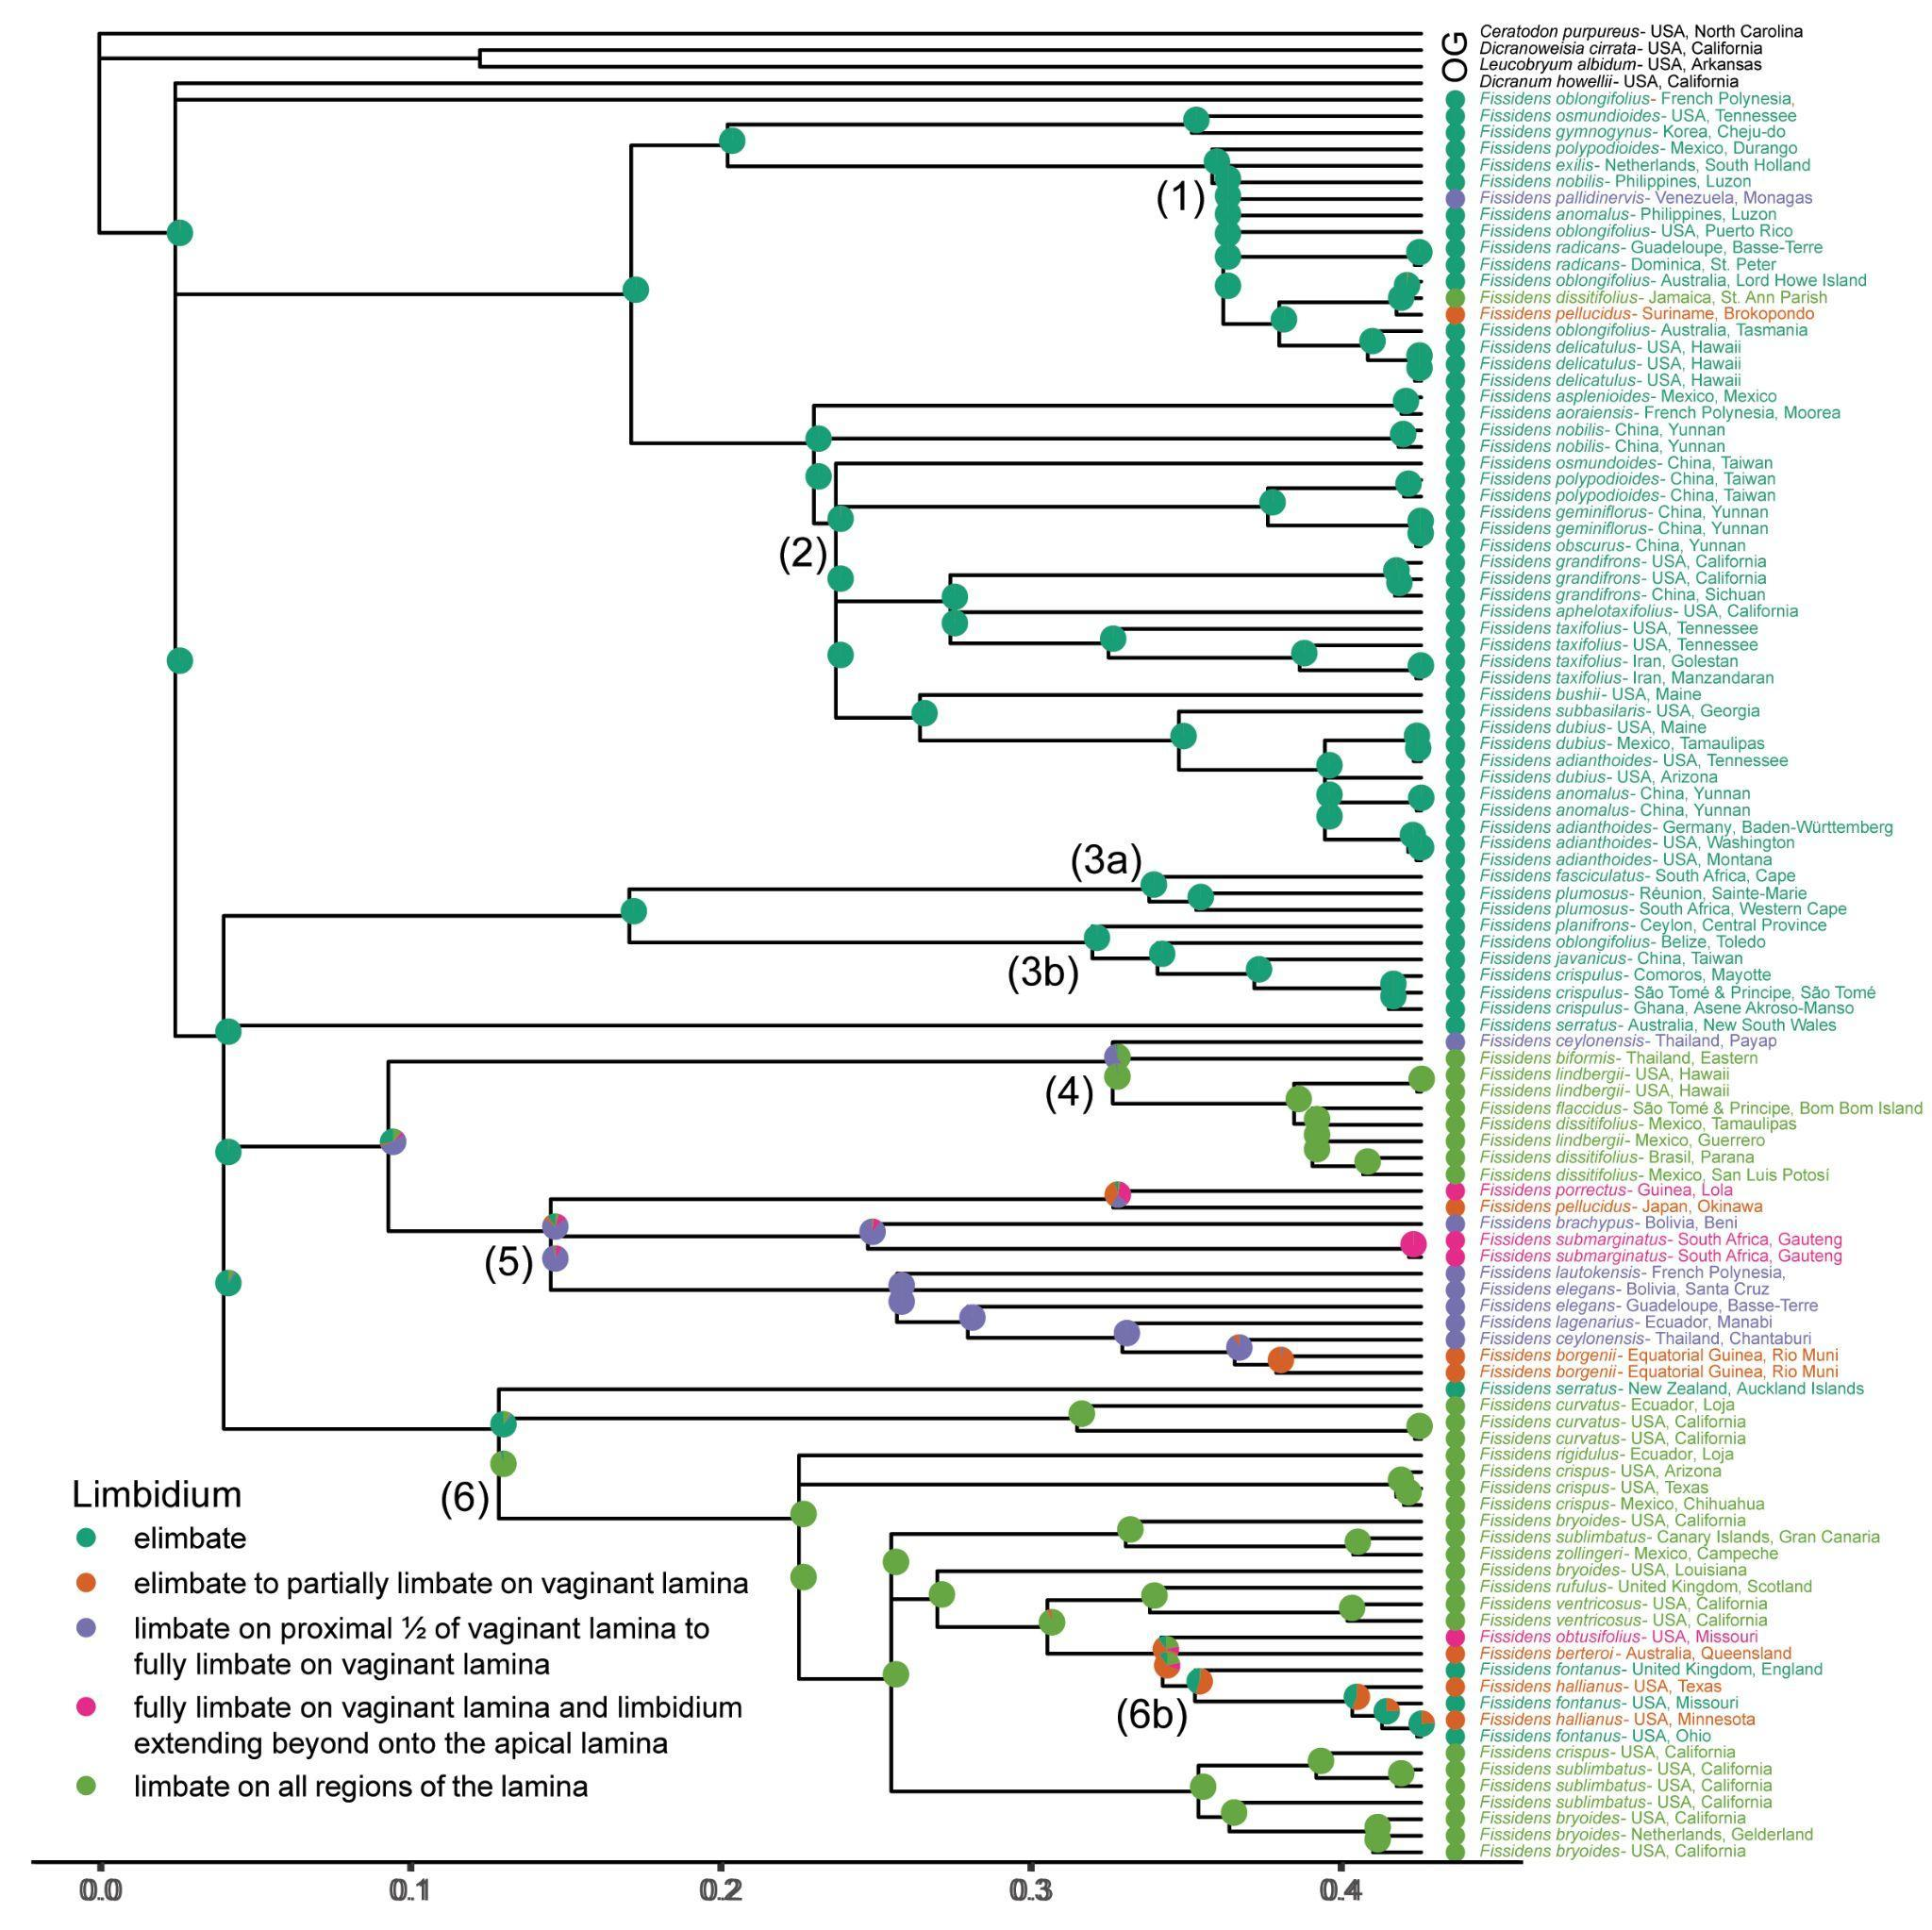 OG
Ceratodon purpureus- USA, North Carolina
Dicranoweisia cirrata- USA, California
Leucobryum albidum- USA, Arkansas
Dicranum howellii- USA, California
Fissidens oblongifolius- French Polynesia,
Fissidens osmundioides- USA, Tennessee
Fissidens gymnogynus- Korea, Cheju-do
Fissidens polypodioides- Mexico, Durango
Fissidens exilis- Netherlands, South Holland
Fissidens nobilis- Philippines, Luzon
(1)
Fissidens pallidinervis- Venezuela, Monagas
Fissidens anomalus- Philippines, Luzon
Fissidens oblongifolius- USA, Puerto Rico
Fissidens radicans- Guadeloupe, Basse-Terre
Fissidens radicans- Dominica, St. Peter
Fissidens oblongifolius- Australia, Lord Howe Island
Fissidens dissitifolius- Jamaica, St. Ann Parish
Fissidens pellucidus- Suriname, Brokopondo
Fissidens oblongifolius- Australia, Tasmania
Fissidens delicatulus- USA, Hawaii
Fissidens delicatulus- USA, Hawaii
Fissidens delicatulus- USA, Hawaii
Fissidens asplenioides- Mexico, Mexico
Fissidens aoraiensis- French Polynesia, Moorea
Fissidens nobilis- China, Yunnan
Fissidens nobilis- China, Yunnan
Fissidens osmundoides- China, Taiwan
Fissidens polypodioides- China, Taiwan
Fissidens polypodioides- China, Taiwan
Fissidens geminiflorus- China, Yunnan
Fissidens geminiflorus- China, Yunnan
Fissidens obscurus- China, Yunnan
(2)
Fissidens grandifrons- USA, California
Fissidens grandifrons- USA, California
Fissidens grandifrons- China, Sichuan
Fissidens aphelotaxifolius- USA, California
Fissidens taxifolius- USA, Tennessee
Fissidens taxifolius- USA, Tennessee
Fissidens taxifolius- Iran, Golestan
Fissidens taxifolius- Iran, Manzandaran
Fissidens bushii- USA, Maine
Fissidens subbasilaris- USA, Georgia
Fissidens dubius- USA, Maine
Fissidens dubius- Mexico, Tamaulipas
Fissidens adianthoides- USA, Tennessee
Fissidens dubius- USA, Arizona
Fissidens anomalus- China, Yunnan
Fissidens anomalus- China, Yunnan
Fissidens adianthoides- Germany, Baden-Württemberg
Fissidens adianthoides- USA, Washington
Fissidens adianthoides- USA, Montana
(3a)
Fissidens fasciculatus- South Africa, Cape
Fissidens plumosus- Réunion, Sainte-Marie
Fissidens plumosus- South Africa, Western Cape
Fissidens planifrons- Ceylon, Central Province
Fissidens oblongifolius- Belize, Toledo
Fissidens javanicus- China, Taiwan
(3b)
Fissidens crispulus- Comoros, Mayotte
Fissidens crispulus- São Tomé & Principe, São Tomé
Fissidens crispulus- Ghana, Asene Akroso-Manso
Fissidens serratus- Australia, New South Wales
Fissidens ceylonensis- Thailand, Payap
Fissidens biformis- Thailand, Eastern
Fissidens lindbergii- USA, Hawaii
Fissidens lindbergii- USA, Hawaii
(4)
Fissidens flaccidus- São Tomé & Principe, Bom Bom Island
Fissidens dissitifolius- Mexico, Tamaulipas
Fissidens lindbergii- Mexico, Guerrero
Fissidens dissitifolius- Brasil, Parana
Fissidens dissitifolius- Mexico, San Luis Potosí
Fissidens porrectus- Guinea, Lola
Fissidens pellucidus- Japan, Okinawa
Fissidens brachypus- Bolivia, Beni
Fissidens submarginatus- South Africa, Gauteng
Fissidens submarginatus- South Africa, Gauteng
(5)
Fissidens lautokensis- French Polynesia,
Fissidens elegans- Bolivia, Santa Cruz
Fissidens elegans- Guadeloupe, Basse-Terre
Fissidens lagenarius- Ecuador, Manabi
Fissidens ceylonensis- Thailand, Chantaburi
Fissidens borgenii- Equatorial Guinea, Rio Muni
Fissidens borgenii- Equatorial Guinea, Rio Muni
Fissidens serratus- New Zealand, Auckland Islands
Fissidens curvatus- Ecuador, Loja
Fissidens curvatus- USA, California
Fissidens curvatus- USA, California
Fissidens rigidulus- Ecuador, Loja
Fissidens crispus- USA, Arizona
Fissidens crispus- USA, Texas
(6)
Fissidens crispus- Mexico, Chihuahua
Fissidens bryoides- USA, California
Fissidens sublimbatus- Canary Islands, Gran Canaria
Fissidens zollingeri- Mexico, Campeche
Fissidens bryoides- USA, Louisiana
Fissidens rufulus- United Kingdom, Scotland
Fissidens ventricosus- USA, California
Fissidens ventricosus- USA, California
Fissidens obtusifolius- USA, Missouri
Fissidens berteroi- Australia, Queensland
Fissidens fontanus- United Kingdom, England
Fissidens hallianus- USA, Texas
Fissidens fontanus- USA, Missouri
(6b)
Fissidens hallianus- USA, Minnesota
Fissidens fontanus- USA, Ohio
Fissidens crispus- USA, California
Fissidens sublimbatus- USA, California
Fissidens sublimbatus- USA, California
Fissidens sublimbatus- USA, California
Fissidens bryoides- USA, California
Fissidens bryoides- Netherlands, Gelderland
Fissidens bryoides- USA, California
Limbidium
elimbate
elimbate to partially limbate on vaginant lamina
limbate on proximal ½ of vaginant lamina to
fully limbate on vaginant lamina
fully limbate on vaginant lamina and limbidium
extending beyond onto the apical lamina
limbate on all regions of the lamina
0.0 0.1 0.2 0.3 0.4